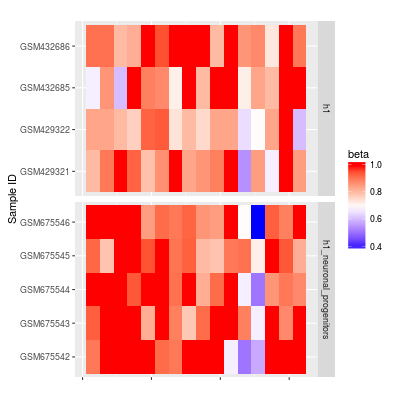 GSM432686
GSM432685
GSM429322
GSM429321
h1
GSM675546
GSM675545
GSM675544
GSM675543
GSM675542
h1_neuronal_progenitors
Sample ID
beta
1.0
0.8
0.6
0.4